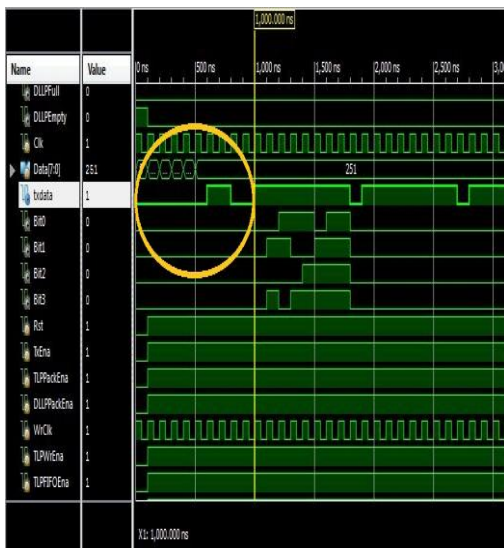 1,000.000 ns
Name Value 0 ns 500 ns 1,000 ns 1,500 ns 2,000 ns 2,500 ns
DLLPFull 0
DLLPEmpty 0
Clk 1
Data[7:0] 251 ... ... ... ... 251
txdata 1
Bit0 0
Bit1 0
Bit2 0
Bit3 0
Rst 1
TxEna 1
TLPPackEna 1
DLLPPackEna 1
WrClk 1
TLPWrEna 1
TLPFIFOEna 1
X1: 1,000.000 ns